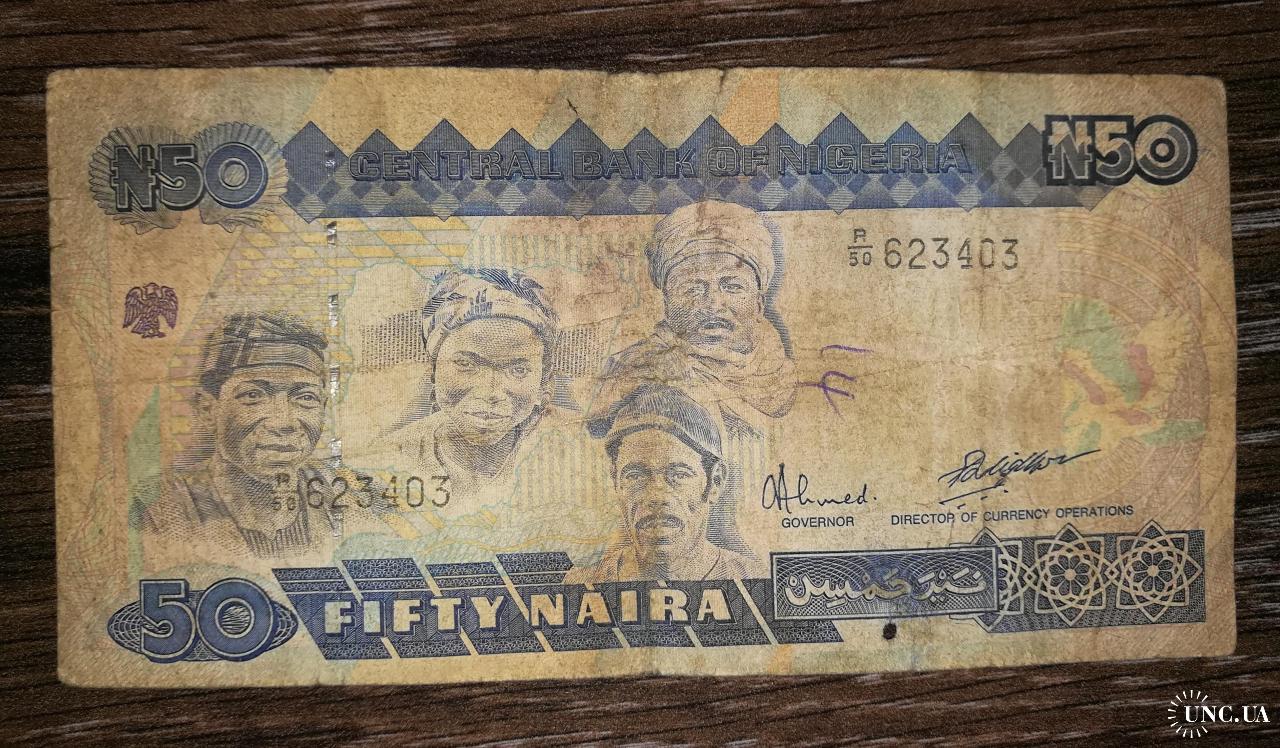 ₦50
CENTRAL BANK OF NIGERIA
₦50
R/50 623403
R/50 623403
Ahmed.
GOVERNOR
DIRECTOR OF CURRENCY OPERATIONS
50
FIFTY NAIRA
نَيْرَ حَمْسِنْ
UNC.UA